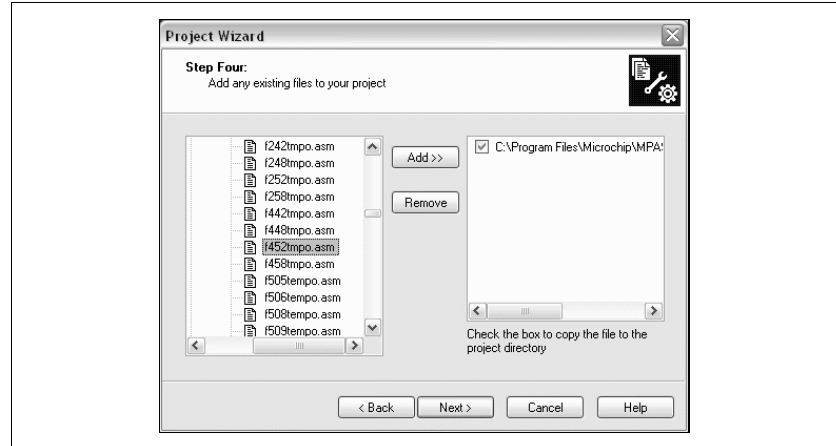 Project Wizard
Step Four:
Add any existing files to your project
f242tmpo.asm
f248tmpo.asm
f252tmpo.asm
f258tmpo.asm
f442tmpo.asm
f448tmpo.asm
f452tmpo.asm
f458tmpo.asm
f505tempo.asm
f506tempo.asm
f508tempo.asm
f509tempo.asm
Add >>
Remove
C:\Program Files\Microchip\MPA
Check the box to copy the file to the
project directory
< Back
Next >
Cancel
Help